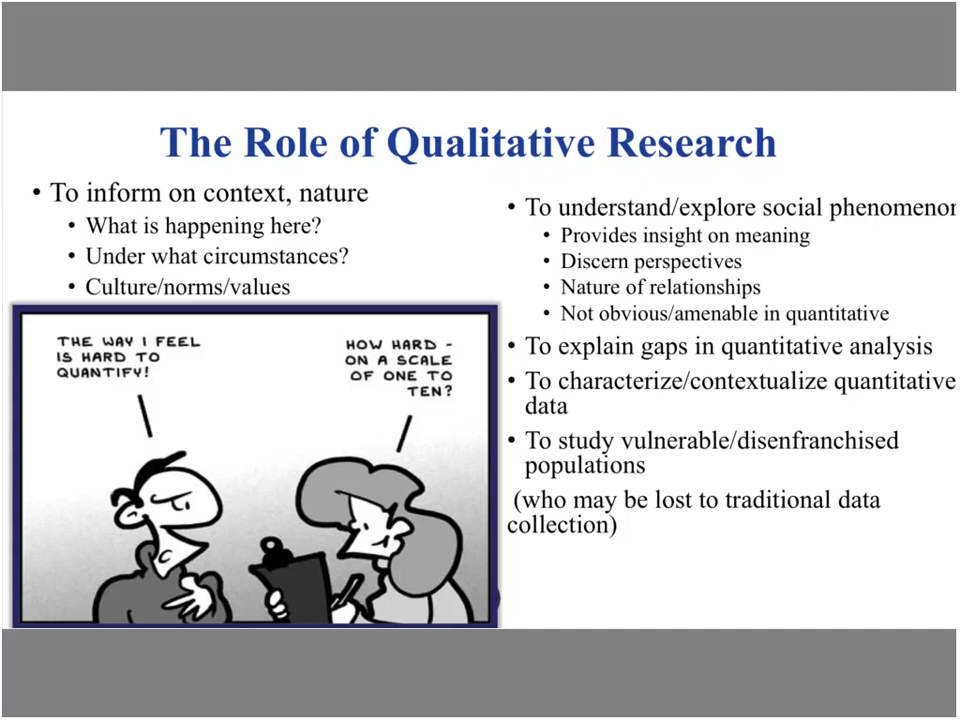 The Role of Qualitative Research
• To inform on context, nature
• What is happening here?
• Under what circumstances?
• Culture/norms/values
THE WAY I FEEL
IS HARD TO
QUANTIFY!
HOW HARD -
ON A SCALE
OF ONE TO
TEN?
• To understand/explore social phenomenon
• Provides insight on meaning
• Discern perspectives
• Nature of relationships
• Not obvious/amenable in quantitative
• To explain gaps in quantitative analysis
• To characterize/contextualize quantitative
data
• To study vulnerable/disenfranchised
populations
(who may be lost to traditional data
collection)